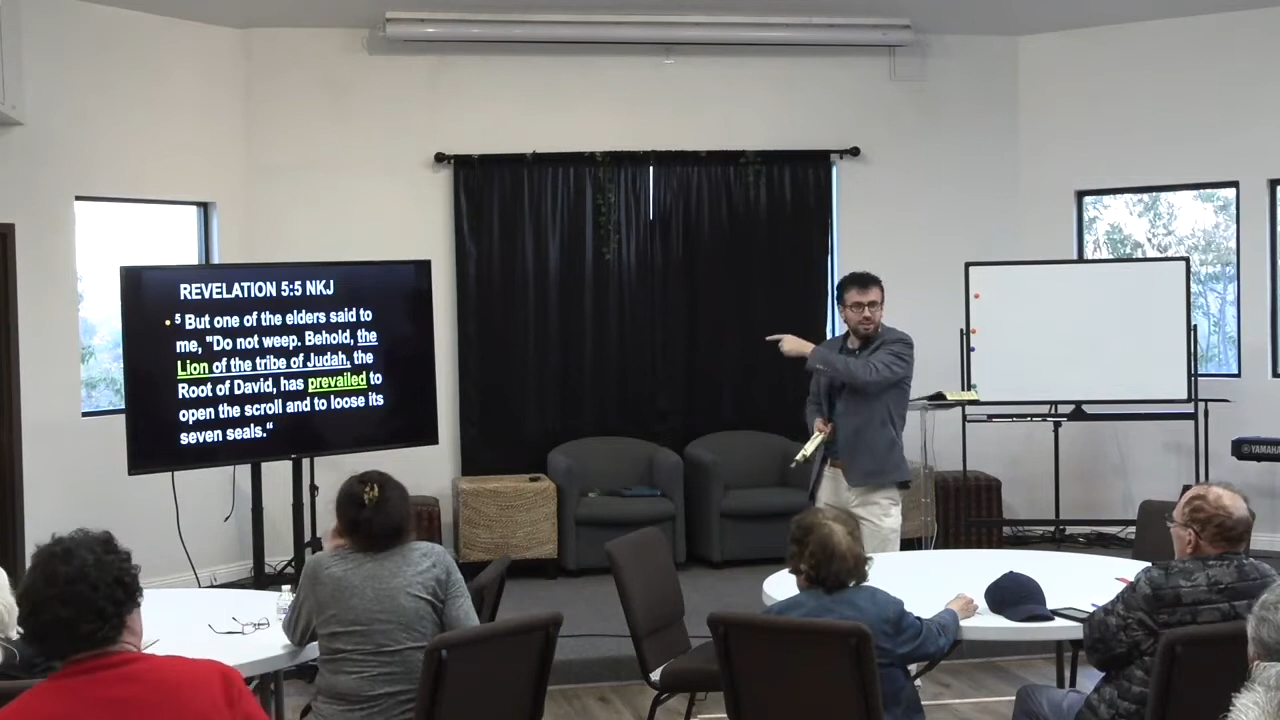 REVELATION 5:5 NKJ
• ⁵ But one of the elders said to
me, "Do not weep. Behold, the
Lion of the tribe of Judah, the
Root of David, has prevailed to
open the scroll and to loose its
seven seals.“
YAMAHA